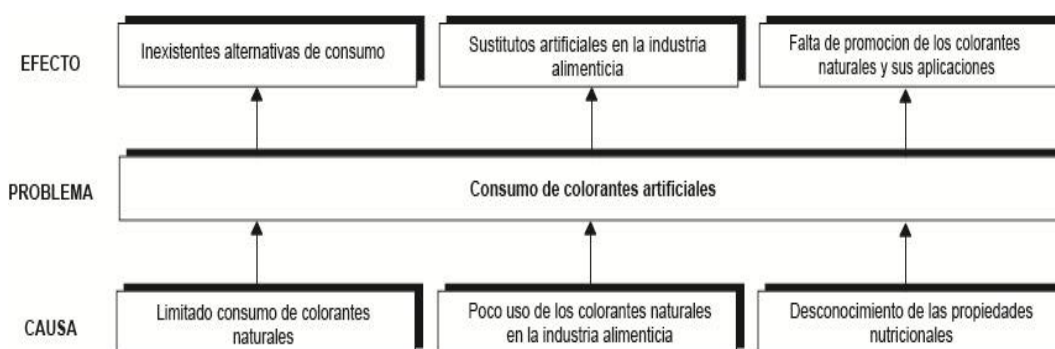 EFECTO
Inexistentes alternativas de consumo
Sustitutos artificiales en la industria
alimenticia
Falta de promocion de los colorantes
naturales y sus aplicaciones
PROBLEMA
Consumo de colorantes artificiales
CAUSA
Limitado consumo de colorantes
naturales
Poco uso de los colorantes naturales
en la industria alimenticia
Desconocimiento de las propiedades
nutricionales